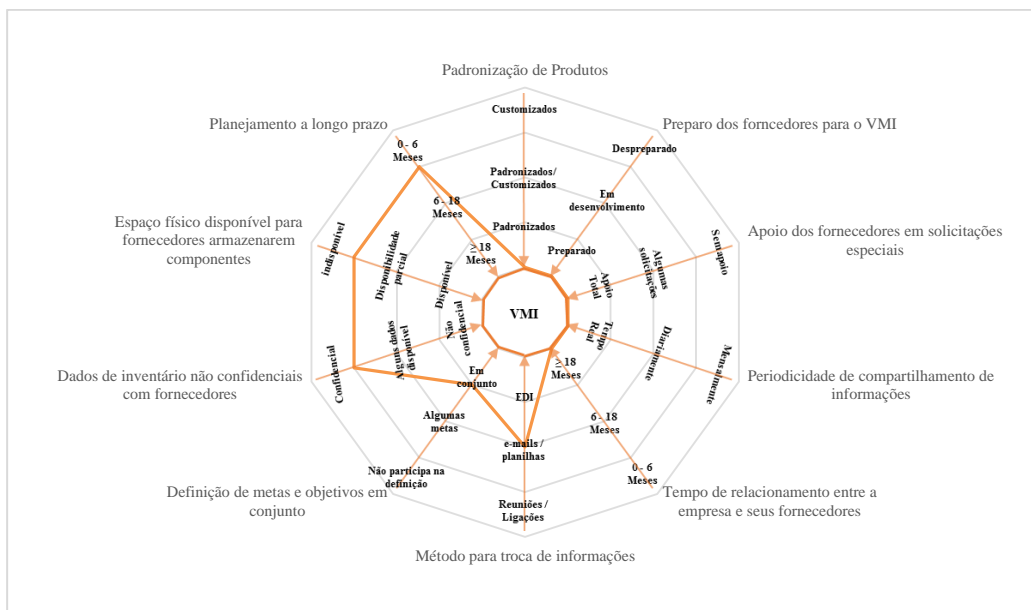 Padronização de Produtos
Customizados
Padronizados/
Customizados
Padronizados
Preparo dos forncedores para o VMI
Despreparado
Em
desenvolvimento
Preparado
Apoio dos fornecedores em solicitações
especiais
Sem apoio
Algumas
solicitações
Apoio
Total
Periodicidade de compartilhamento de
informações
Mensalmente
Diariamente
Tempo
Real
Tempo de relacionamento entre a
empresa e seus fornecedores
0 - 6
Meses
6 - 18
Meses
≥ 18
Meses
Método para troca de informações
Reuniões /
Ligações
e-mails /
planilhas
EDI
Definição de metas e objetivos em
conjunto
Não participa na
definição
Algumas
metas
Em
conjunto
Dados de inventário não confidenciais
com fornecedores
Confidencial
Alguns dados
disponível
Não
confidencial
Espaço físico disponível para
fornecedores armazenarem
componentes
indisponível
Disponibilidade
parcial
Disponível
Planejamento a longo prazo
0 - 6
Meses
6 - 18
Meses
≥ 18
Meses
VMI